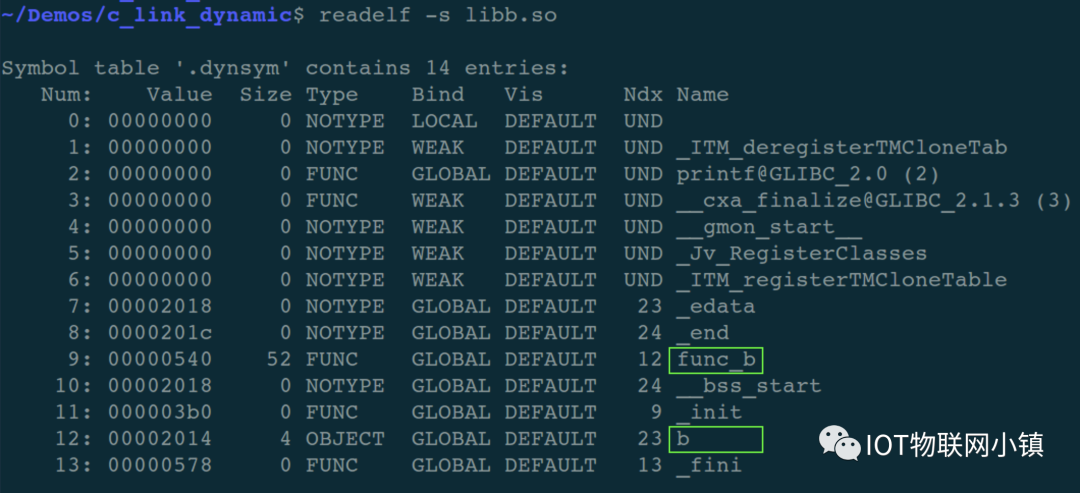 ~/Demos/c_link_dynamic$ readelf -s libb.so
Symbol table '.dynsym' contains 14 entries:
Num: Value Size Type Bind Vis Ndx Name
0: 00000000 0 NOTYPE LOCAL DEFAULT UND
1: 00000000 0 NOTYPE WEAK DEFAULT UND _ITM_deregisterTMCloneTab
2: 00000000 0 FUNC GLOBAL DEFAULT UND printf@GLIBC_2.0 (2)
3: 00000000 0 FUNC WEAK DEFAULT UND __cxa_finalize@GLIBC_2.1.3 (3)
4: 00000000 0 NOTYPE WEAK DEFAULT UND __gmon_start__
5: 00000000 0 NOTYPE WEAK DEFAULT UND _Jv_RegisterClasses
6: 00000000 0 NOTYPE WEAK DEFAULT UND _ITM_registerTMCloneTable
7: 00002018 0 NOTYPE GLOBAL DEFAULT 23 _edata
8: 0000201c 0 NOTYPE GLOBAL DEFAULT 24 _end
9: 00000540 52 FUNC GLOBAL DEFAULT 12 func_b
10: 00002018 0 NOTYPE GLOBAL DEFAULT 24 __bss_start
11: 000003b0 0 FUNC GLOBAL DEFAULT 9 _init
12: 00002014 4 OBJECT GLOBAL DEFAULT 23 b
13: 00000578 0 FUNC GLOBAL DEFAULT 13 _fini
IOT物联网小镇